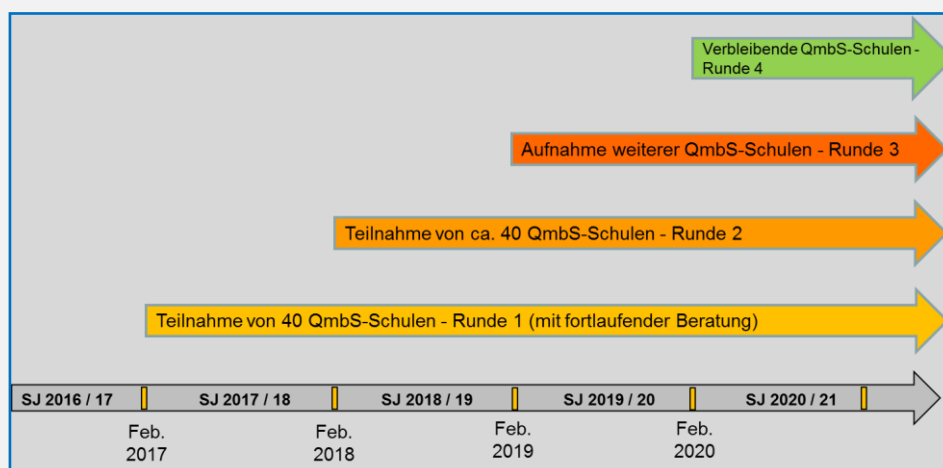 Verbleibende QmbS-Schulen -
Runde 4
Aufnahme weiterer QmbS-Schulen - Runde 3
Teilnahme von ca. 40 QmbS-Schulen - Runde 2
Teilnahme von 40 QmbS-Schulen - Runde 1 (mit fortlaufender Beratung)
SJ 2016 / 17 SJ 2017 / 18 SJ 2018 / 19 SJ 2019 / 20 SJ 2020 / 21
Feb. Feb. Feb. Feb.
2017 2018 2019 2020